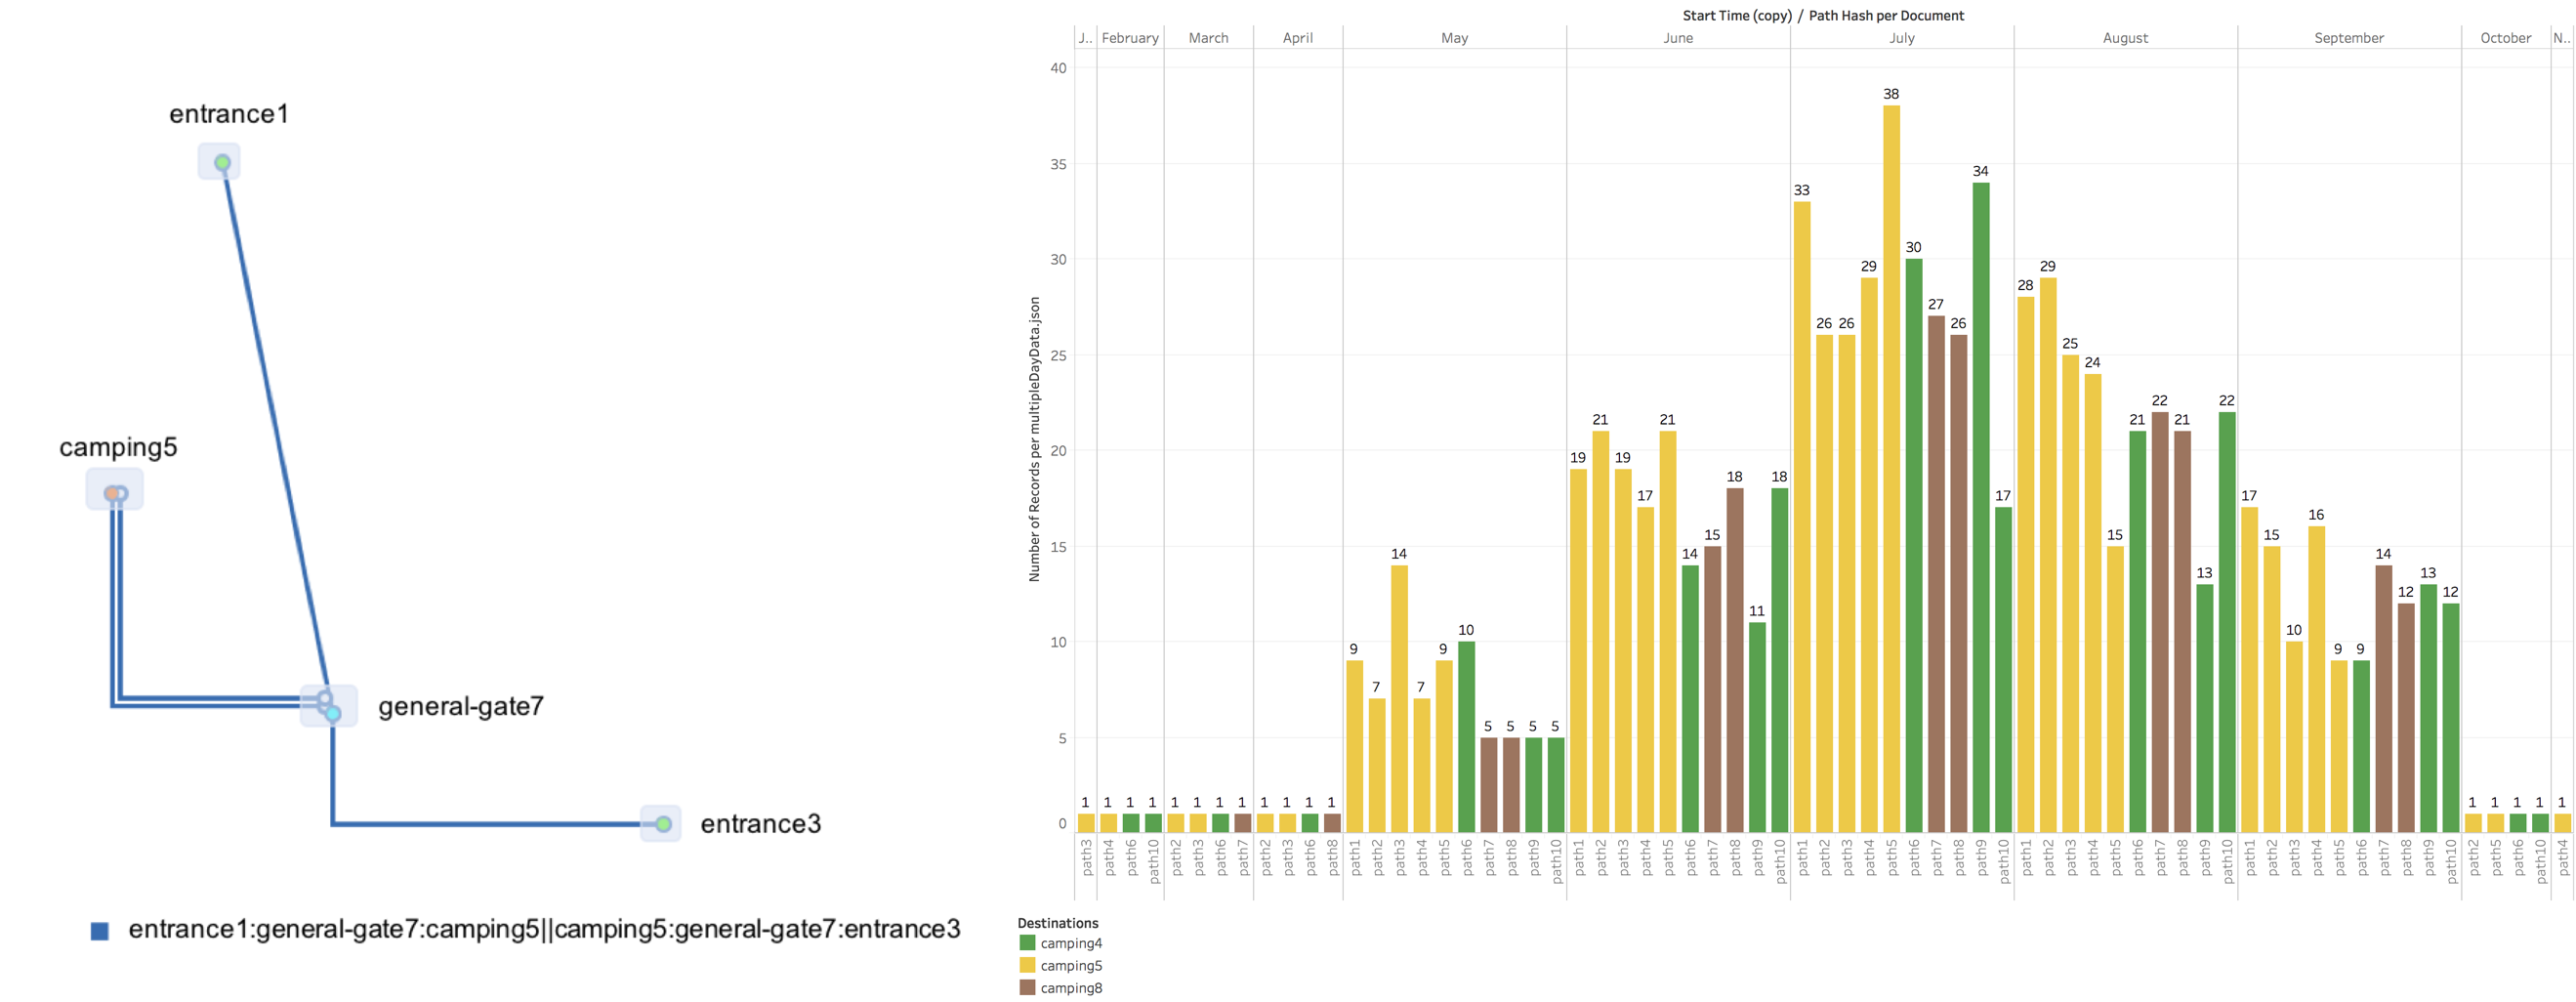 entrance1
camping5
general-gate7
entrance3
entrance1:general-gate7:camping5||camping5:general-gate7:entrance3
Start Time (copy) / Path Hash per Document
J.. February March April May June July August September October N..
Number of Records per multipleDayData.json
40
35
30
25
20
15
10
5
0
1 1 1 1 1 1 1 1 1 1 1 1 9 7 14 7 9 10 5 5 5 5 19 21 19 17 21 14 15 18 11 18 33 26 26 29 38 30 27 26 34 17 28 29 25 24 15 21 22 21 13 22 17 15 10 16 9 9 14 12 13 12 1 1 1 1 1
path3 path4 path6 path10 path2 path3 path6 path7 path2 path3 path6 path8 path1 path2 path3 path4 path5 path6 path7 path8 path9 path10 path1 path2 path3 path4 path5 path6 path7 path8 path9 path10 path1 path2 path3 path4 path5 path6 path7 path8 path9 path10 path1 path2 path3 path4 path5 path6 path7 path8 path9 path10 path1 path2 path3 path4 path5 path6 path7 path8 path9 path10 path2 path5 path6 path10 path4
Destinations
camping4
camping5
camping8